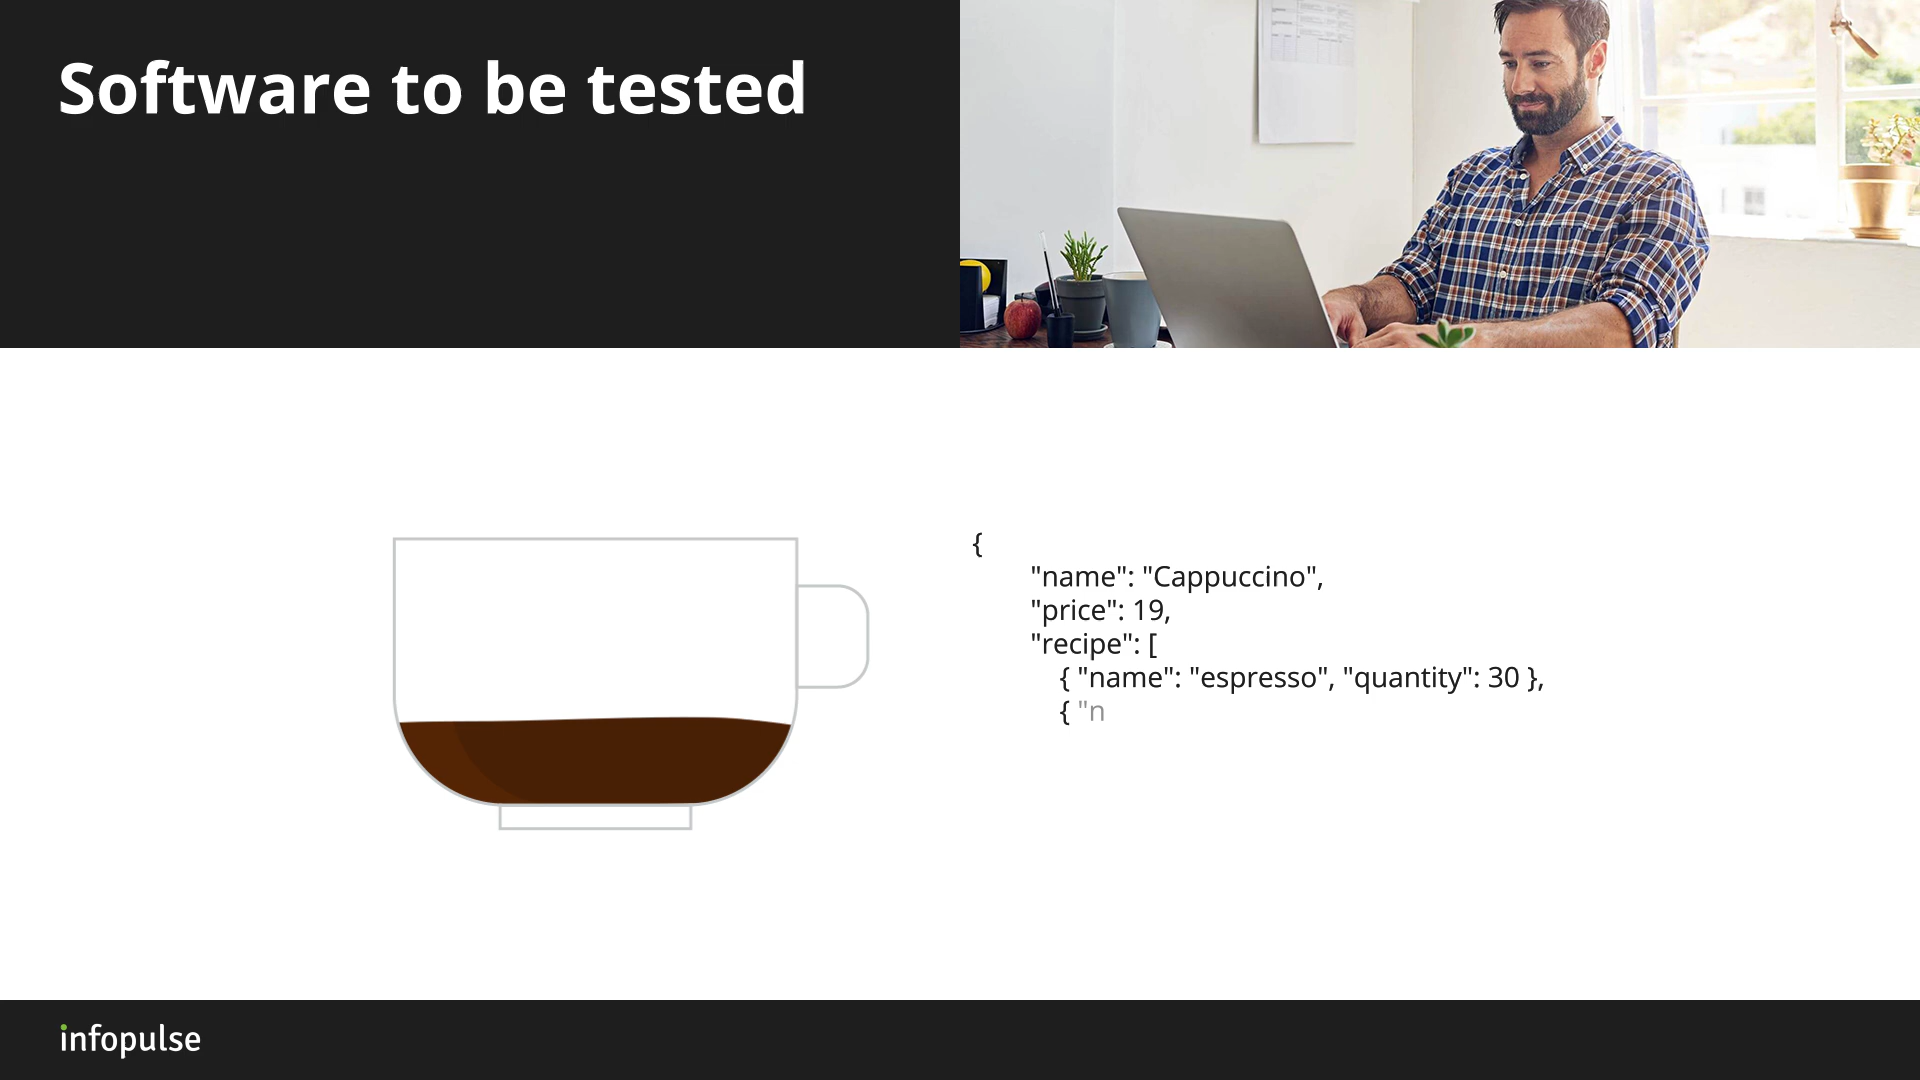 Software to be tested
{
"name": "Cappuccino",
"price": 19,
"recipe": [
{ "name": "espresso", "quantity": 30 },
{ "n
infopulse